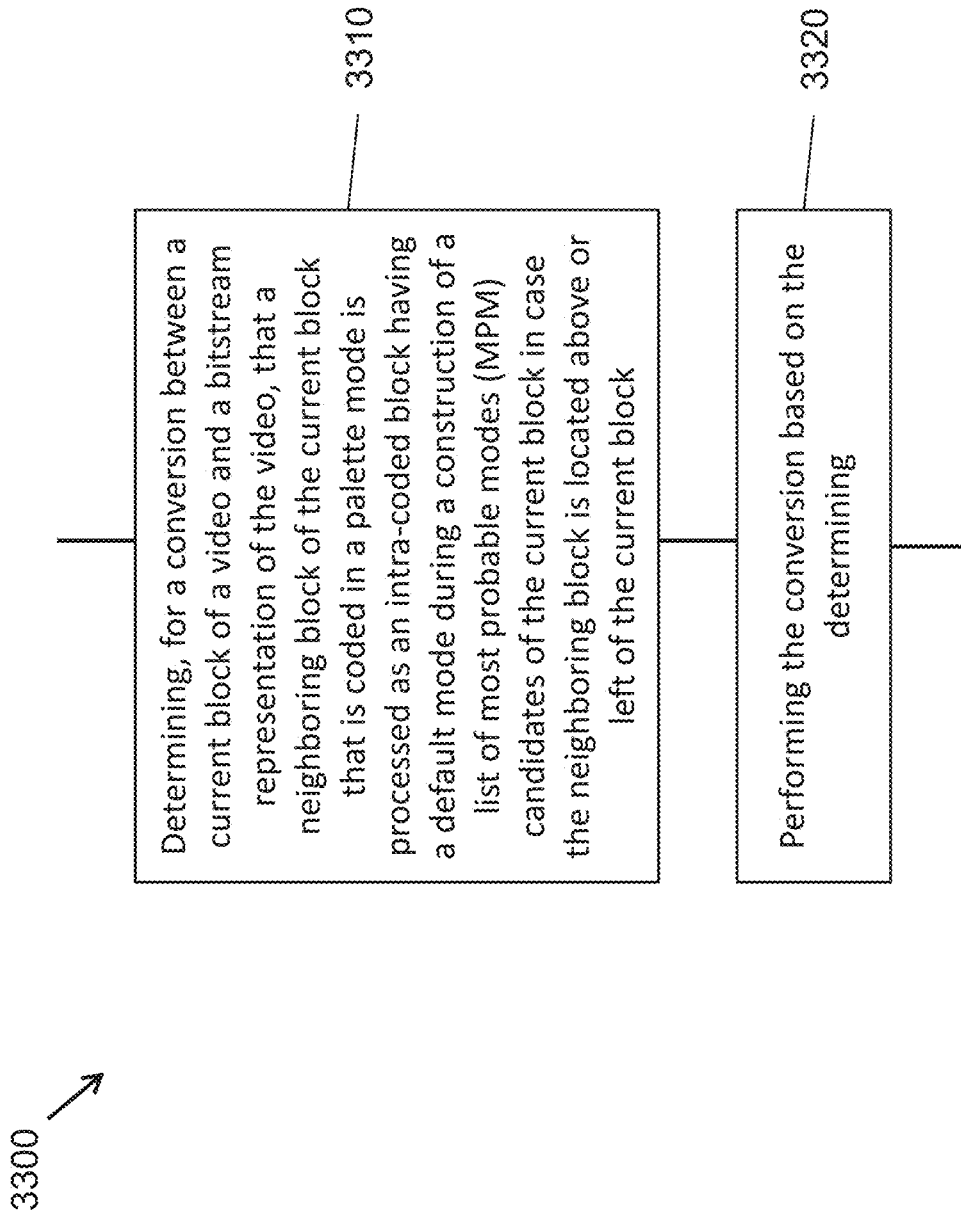 3300
Determining, for a conversion between a
current block of a video and a bitstream
representation of the video, that a
neighboring block of the current block
that is coded in a palette mode is
processed as an intra-coded block having
a default mode during a construction of a
list of most probable modes (MPM)
candidates of the current block in case
the neighboring block is located above or
left of the current block
3310
Performing the conversion based on the
determining
3320